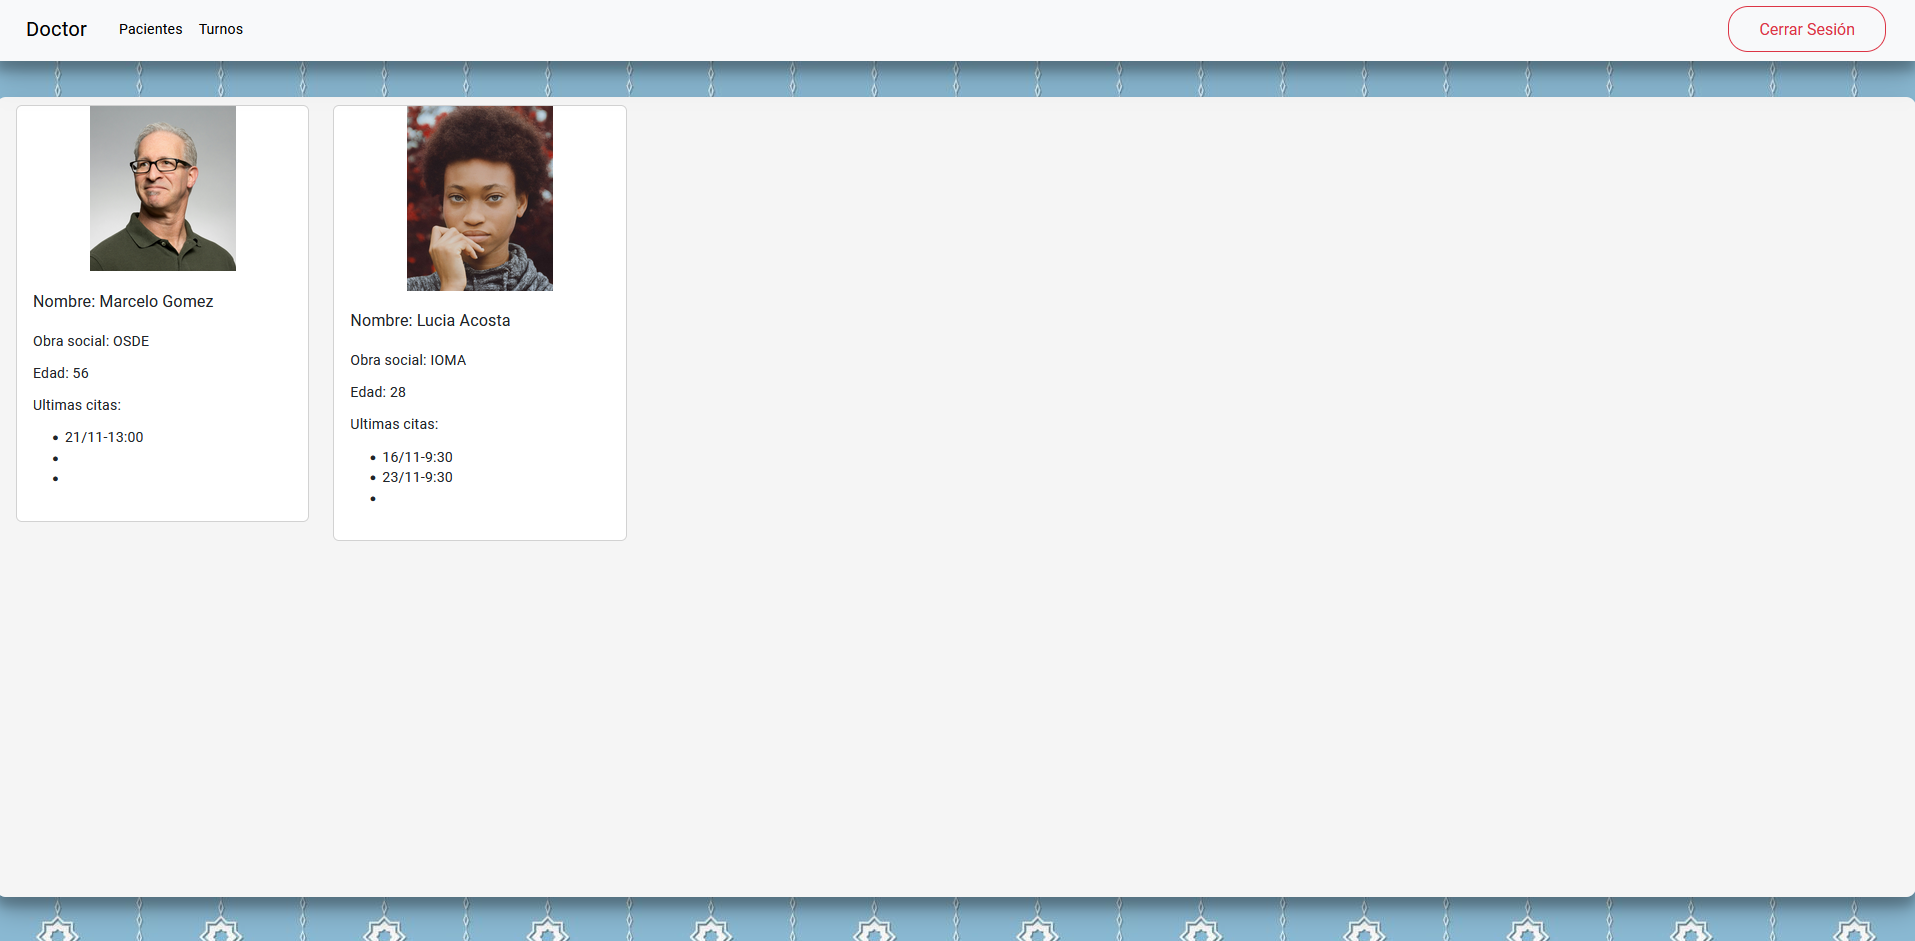 Doctor
Pacientes
Turnos
Cerrar Sesión
Nombre: Marcelo Gomez
Obra social: OSDE
Edad: 56
Ultimas citas:
21/11-13:00
Nombre: Lucia Acosta
Obra social: IOMA
Edad: 28
Ultimas citas:
16/11-9:30
23/11-9:30